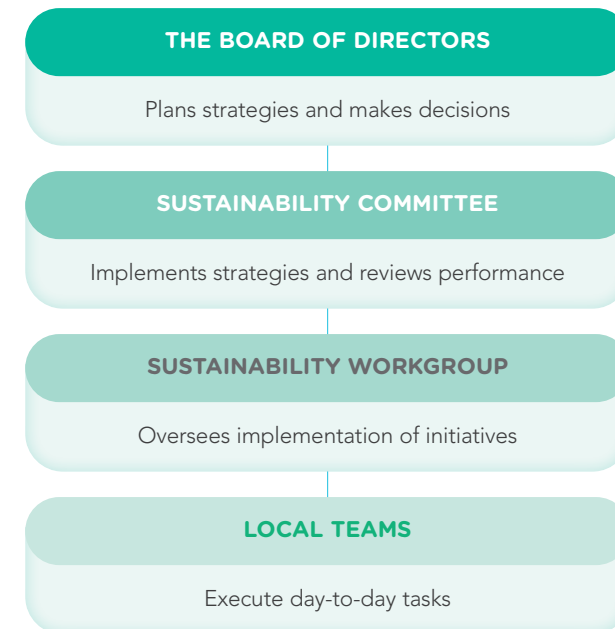 THE BOARD OF DIRECTORS
Plans strategies and makes decisions
SUSTAINABILITY COMMITTEE
Implements strategies and reviews performance
SUSTAINABILITY WORKGROUP
Oversees implementation of initiatives
LOCAL TEAMS
Execute day-to-day tasks